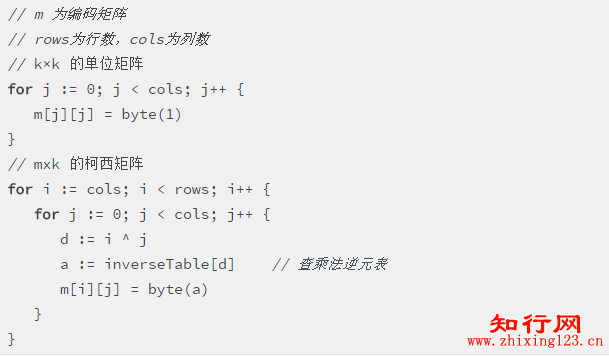 // m 为编码矩阵
// rows为行数，cols为列数
// k×k 的单位矩阵
for j := 0; j < cols; j++ {
   m[j][j] = byte(1)
}
// mxk 的柯西矩阵
for i := cols; i < rows; i++ {
   for j := 0; j < cols; j++ {
      d := i ^ j
      a := inverseTable[d]    // 查乘法逆元表
      m[i][j] = byte(a)
   }
}
知行网
www.zhixing123.cn